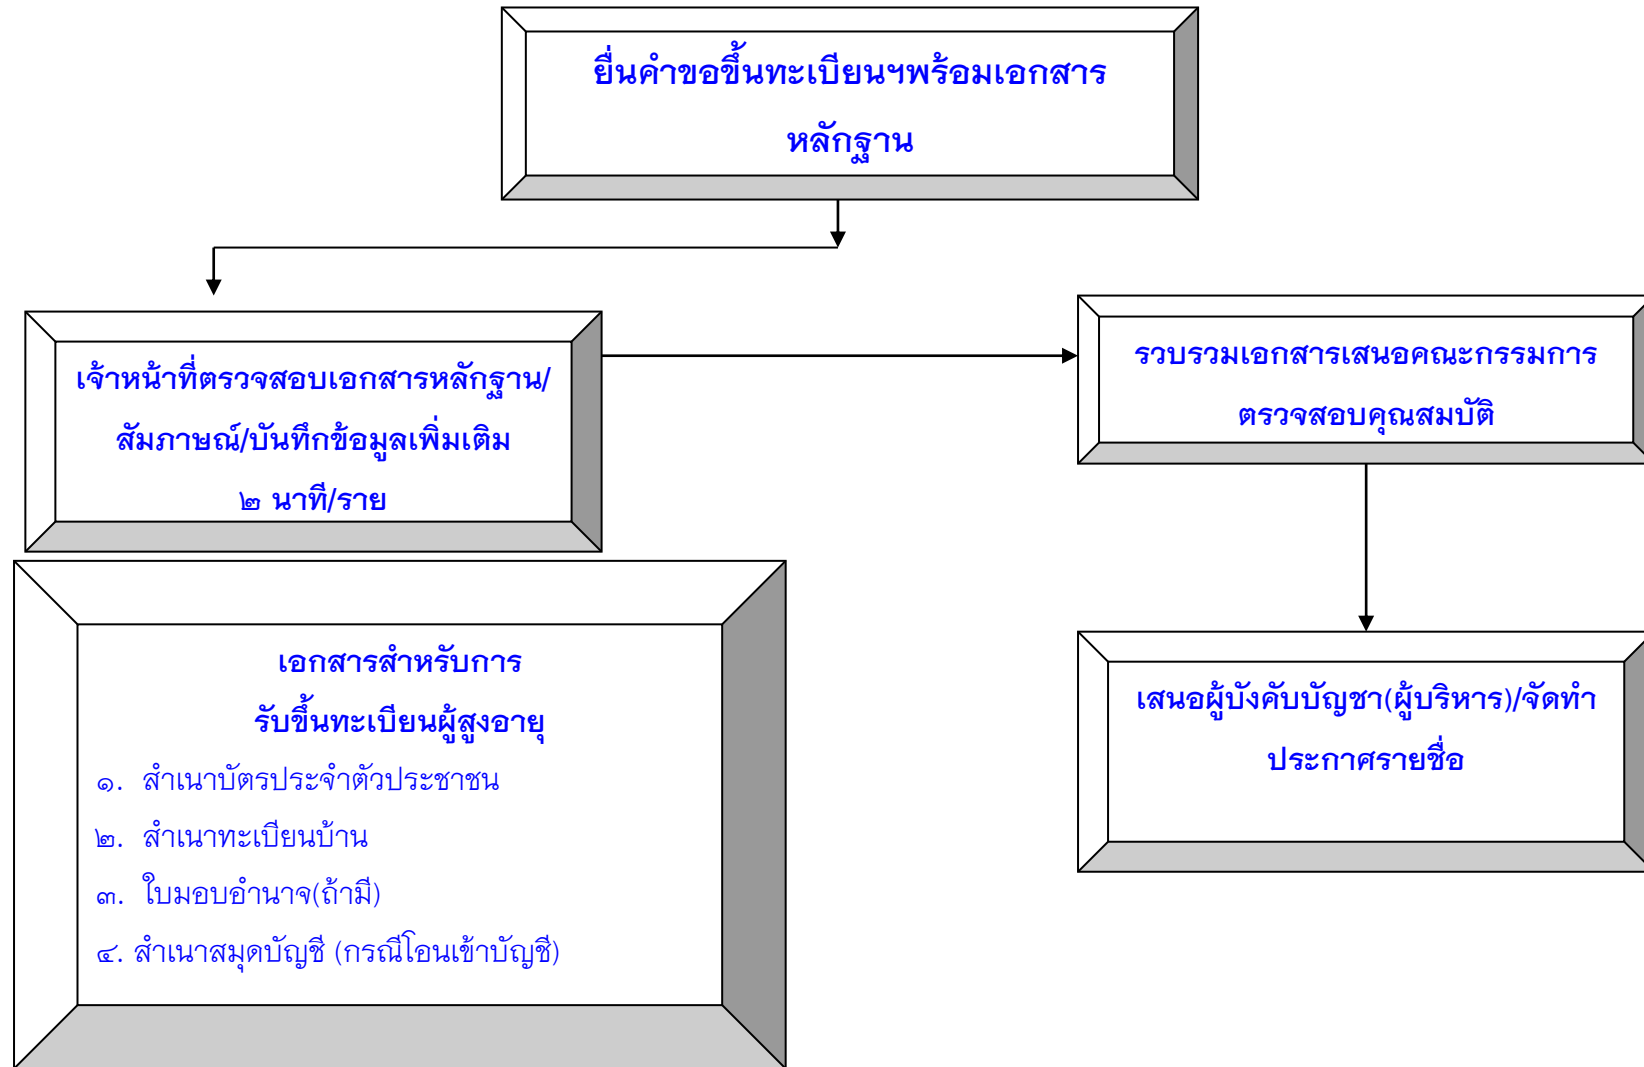 ยื่นคำขอขึ้นทะเบียนฯพร้อมเอกสาร
หลักฐาน
เจ้าหน้าที่ตรวจสอบเอกสารหลักฐาน/
สัมภาษณ์/บันทึกข้อมูลเพิ่มเติม
๒ นาที/ราย
รวบรวมเอกสารเสนอคณะกรรมการ
ตรวจสอบคุณสมบัติ
เอกสารสำหรับการ
รับขึ้นทะเบียนผู้สูงอายุ
๑. สำเนาบัตรประจำตัวประชาชน
๒. สำเนาทะเบียนบ้าน
๓. ใบมอบอำนาจ(ถ้ามี)
๔. สำเนาสมุดบัญชี (กรณีโอนเข้าบัญชี)
เสนอผู้บังคับบัญชา(ผู้บริหาร)/จัดทำ
ประกาศรายชื่อ